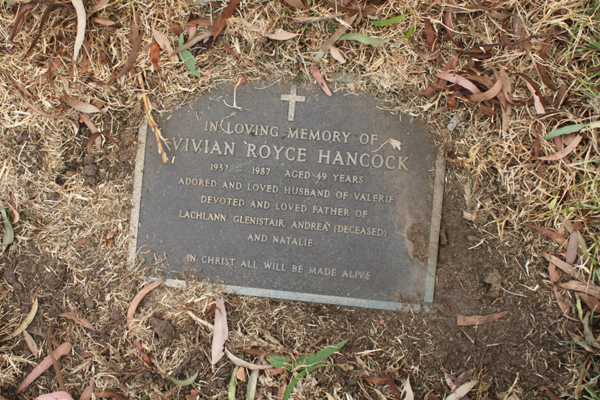 IN LOVING MEMORY OF
VIVIAN ROYCE HANCOCK
1937 1987 AGED 49 YEARS
ADORED AND LOVED HUSBAND OF VALERIE
DEVOTED AND LOVED FATHER OF
LACHLANN, GLENISTAIR, ANDREA (DECEASED)
AND NATALIE
IN CHRIST ALL WILL BE MADE ALIVE